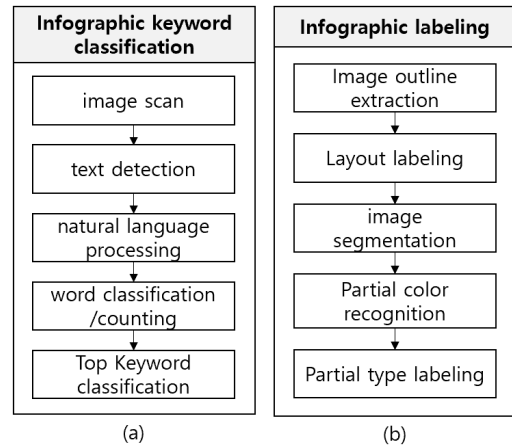 Infographic keyword
classification
image scan
text detection
natural language
processing
word classification
/counting
Top Keyword
classification
(a)
Infographic labeling
Image outline
extraction
Layout labeling
image
segmentation
Partial color
recognition
Partial type labeling
(b)